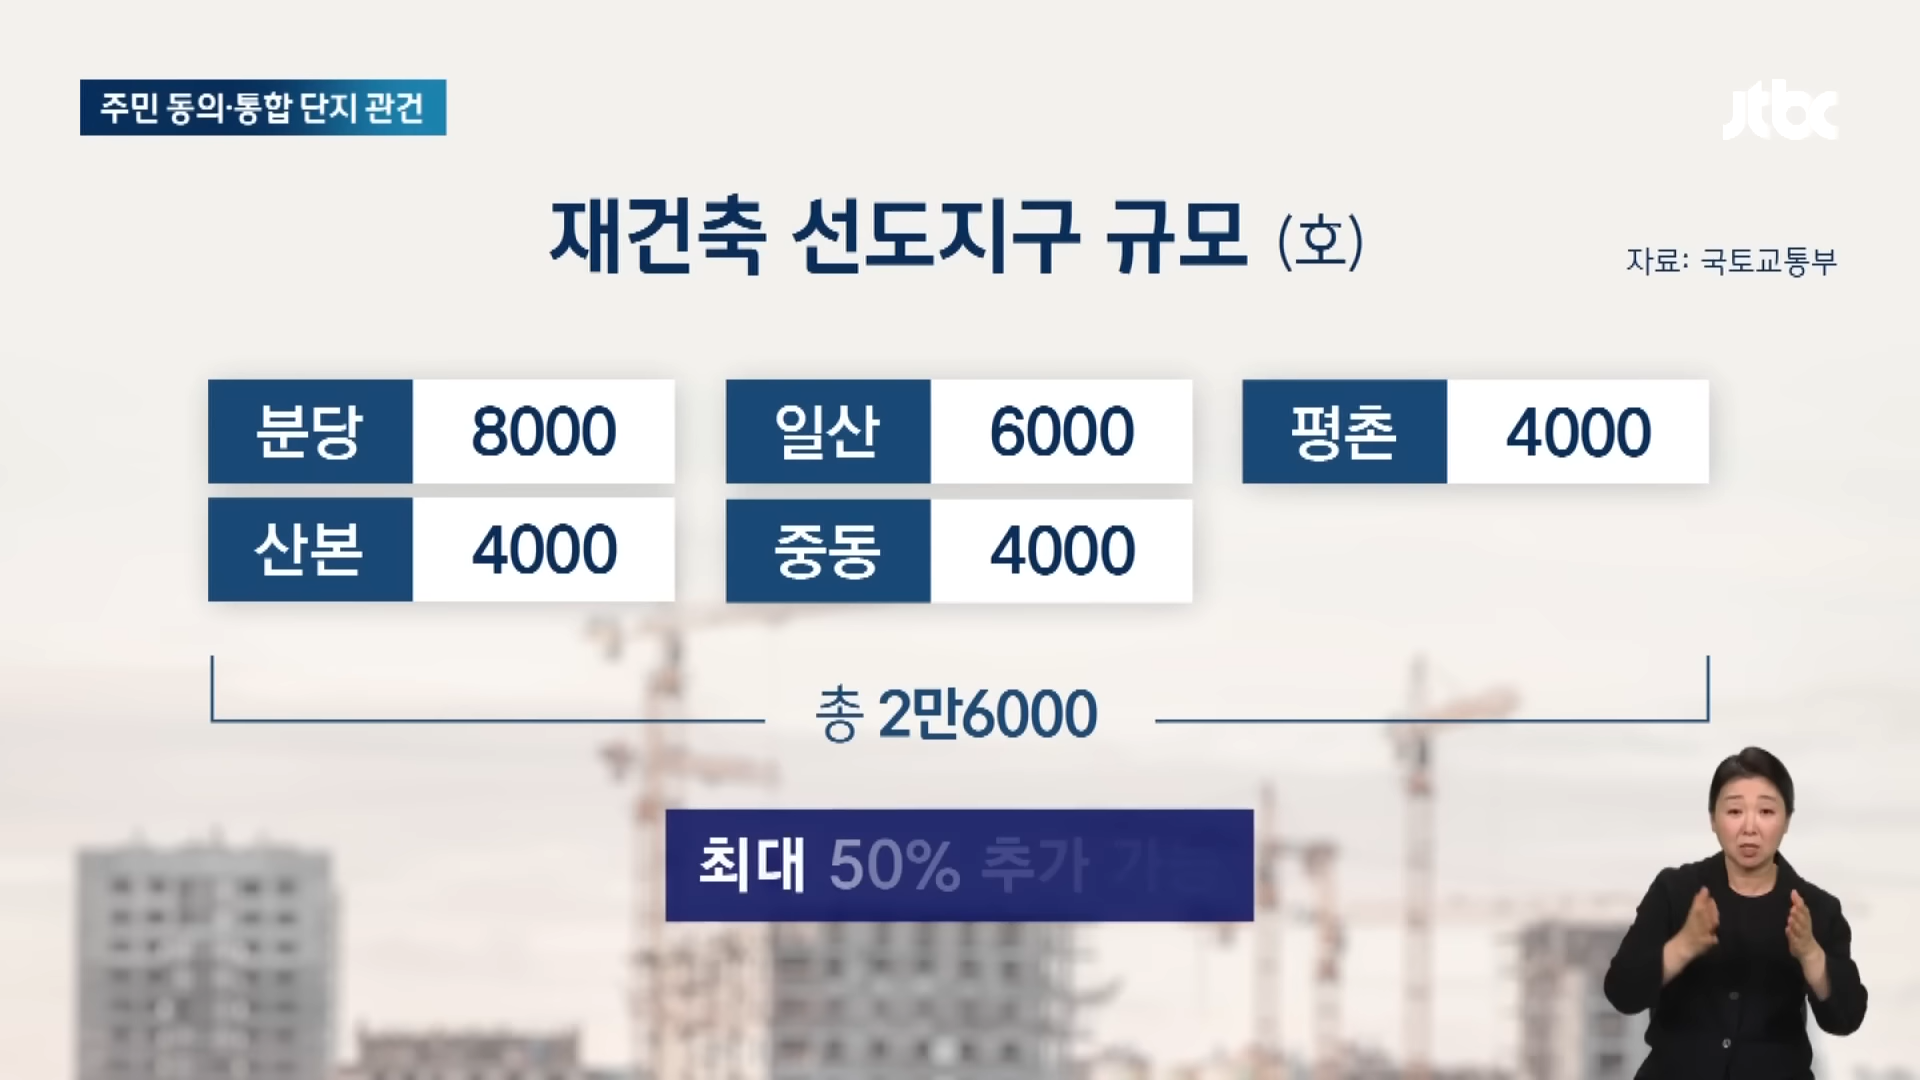 주민 동의·통합 단지 관건
jtbc
재건축 선도지구 규모 (호)
자료: 국토교통부
분당 8000
일산 6000
평촌 4000
산본 4000
중동 4000
총 2만6000
최대 50% 추가 가능